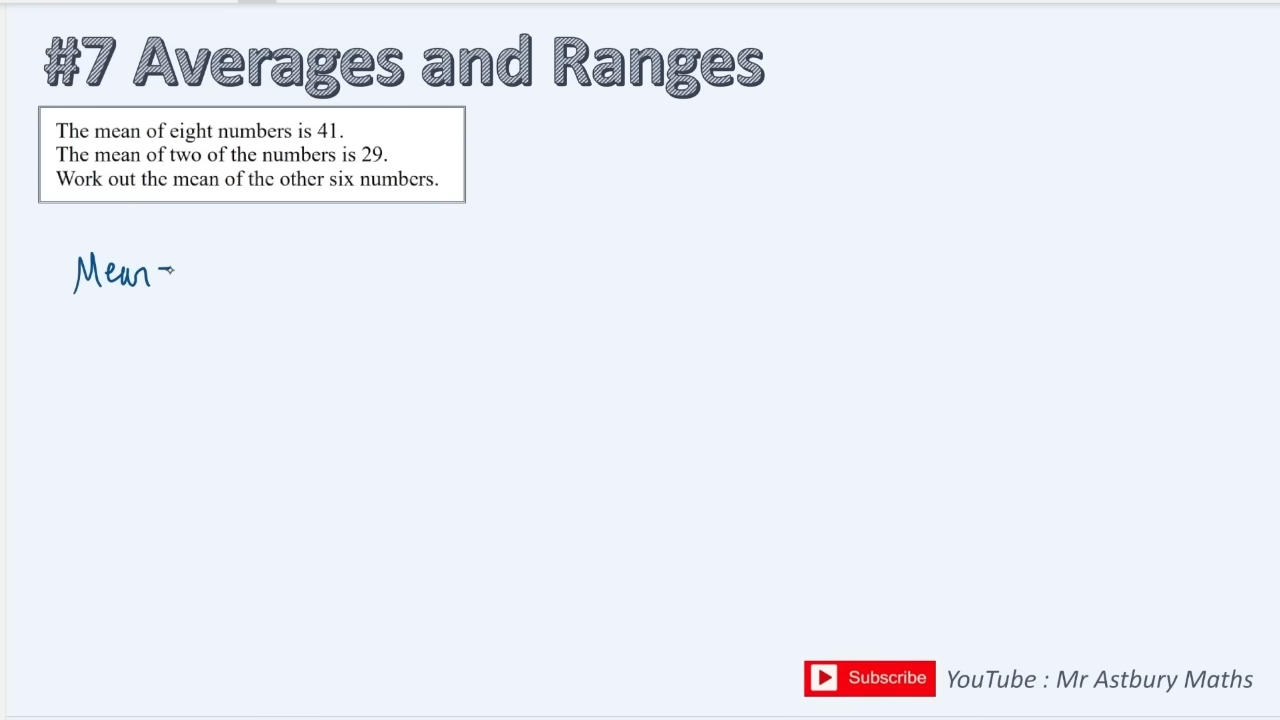 #7 Averages and Ranges
The mean of eight numbers is 41.
The mean of two of the numbers is 29.
Work out the mean of the other six numbers.
Mean -
Subscribe YouTube : Mr Astbury Maths